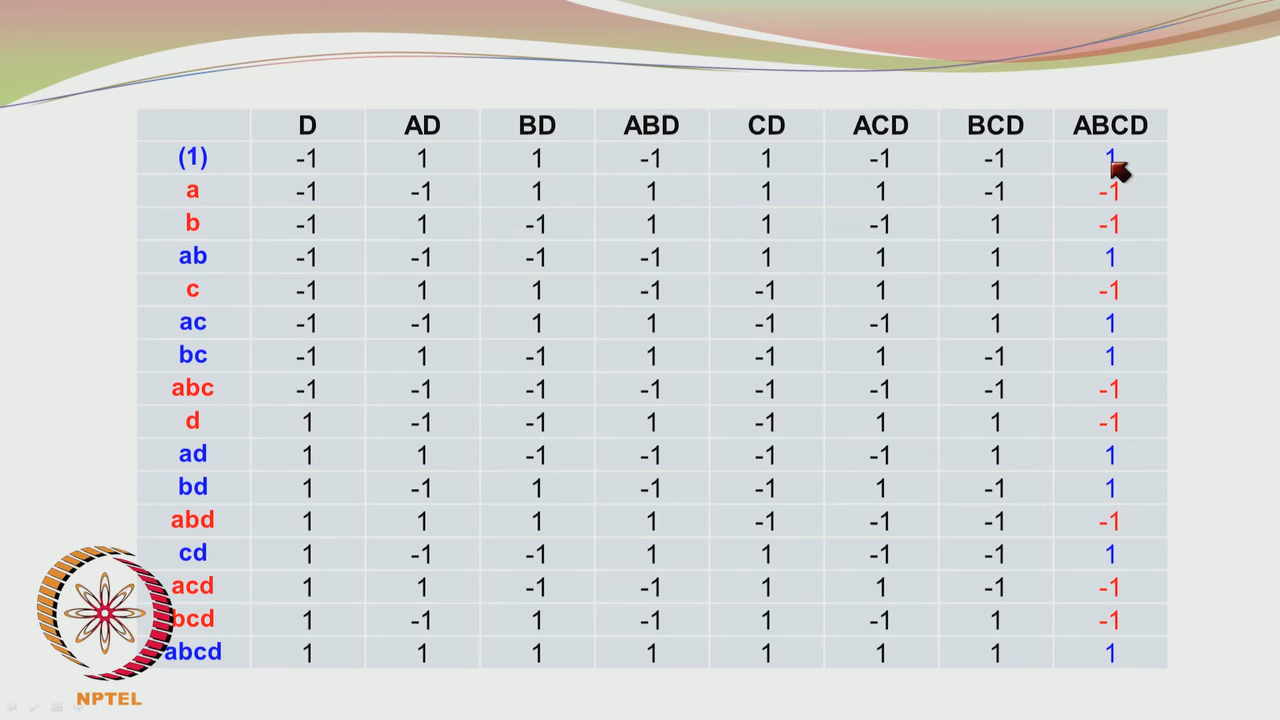 D AD BD ABD CD ACD BCD ABCD
(1) -1 1 1 -1 1 -1 -1 1
a -1 -1 1 1 1 1 -1 -1
b -1 1 -1 1 1 -1 1 -1
ab -1 -1 -1 -1 1 1 1 1
c -1 1 1 -1 -1 1 1 -1
ac -1 -1 1 1 -1 -1 1 1
bc -1 1 -1 1 -1 1 -1 1
abc -1 -1 -1 -1 -1 -1 -1 -1
d 1 -1 -1 1 -1 1 1 -1
ad 1 1 -1 -1 -1 -1 1 1
bd 1 -1 1 -1 -1 1 -1 1
abd 1 1 1 1 -1 -1 -1 -1
cd 1 -1 -1 1 1 -1 -1 1
acd 1 1 -1 -1 1 1 -1 -1
bcd 1 -1 1 -1 1 -1 1 -1
abcd 1 1 1 1 1 1 1 1
NPTEL